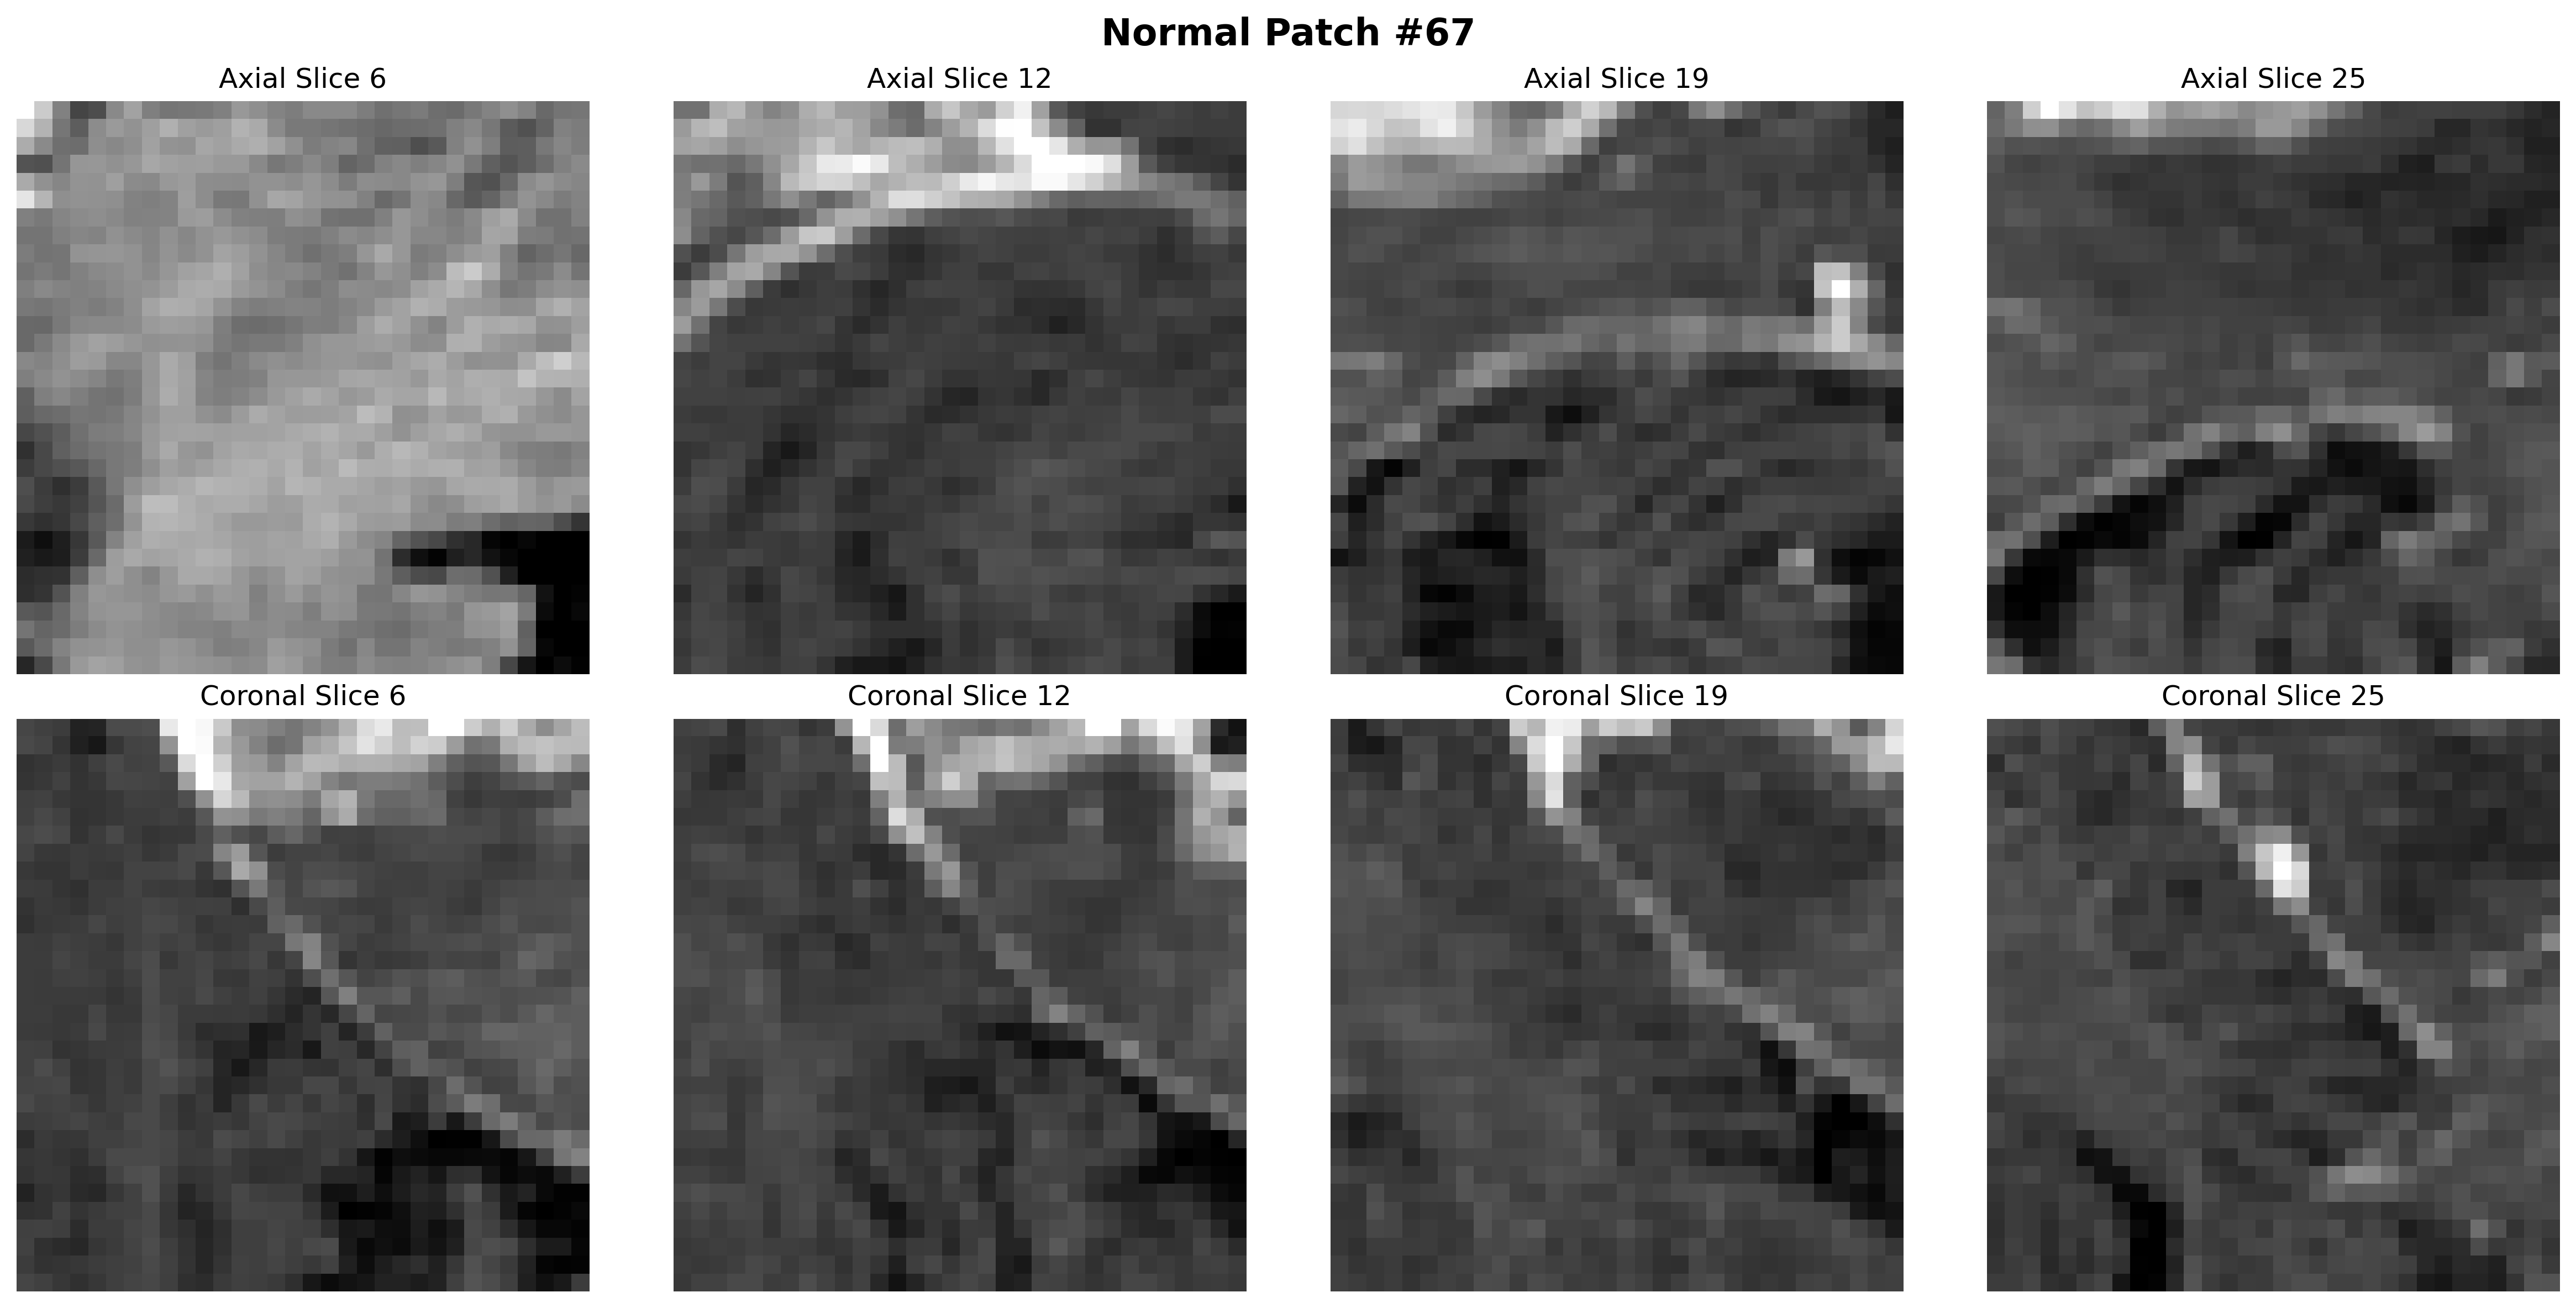 Normal Patch #67
Axial Slice 6
Axial Slice 12
Axial Slice 19
Axial Slice 25
Coronal Slice 6
Coronal Slice 12
Coronal Slice 19
Coronal Slice 25